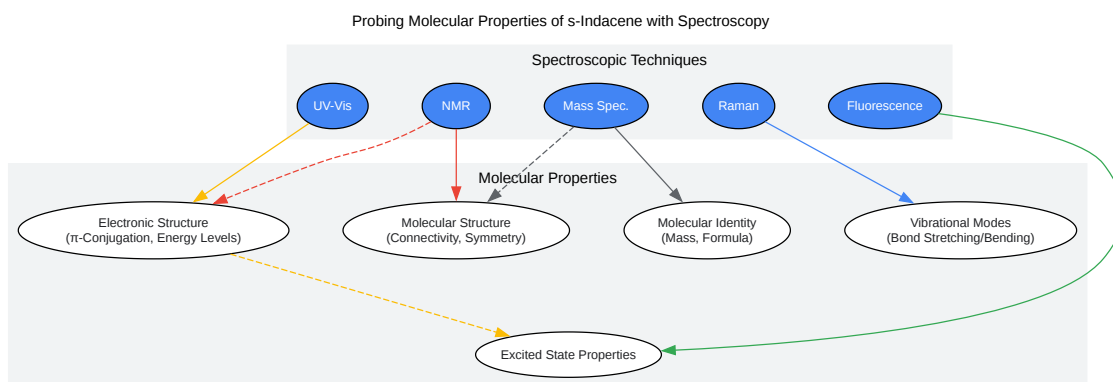 Probing Molecular Properties of s-Indacene with Spectroscopy
Spectroscopic Techniques
UV-Vis
NMR
Mass Spec.
Raman
Fluorescence
Molecular Properties
Electronic Structure
(π-Conjugation, Energy Levels)
Molecular Structure
(Connectivity, Symmetry)
Molecular Identity
(Mass, Formula)
Vibrational Modes
(Bond Stretching/Bending)
Excited State Properties